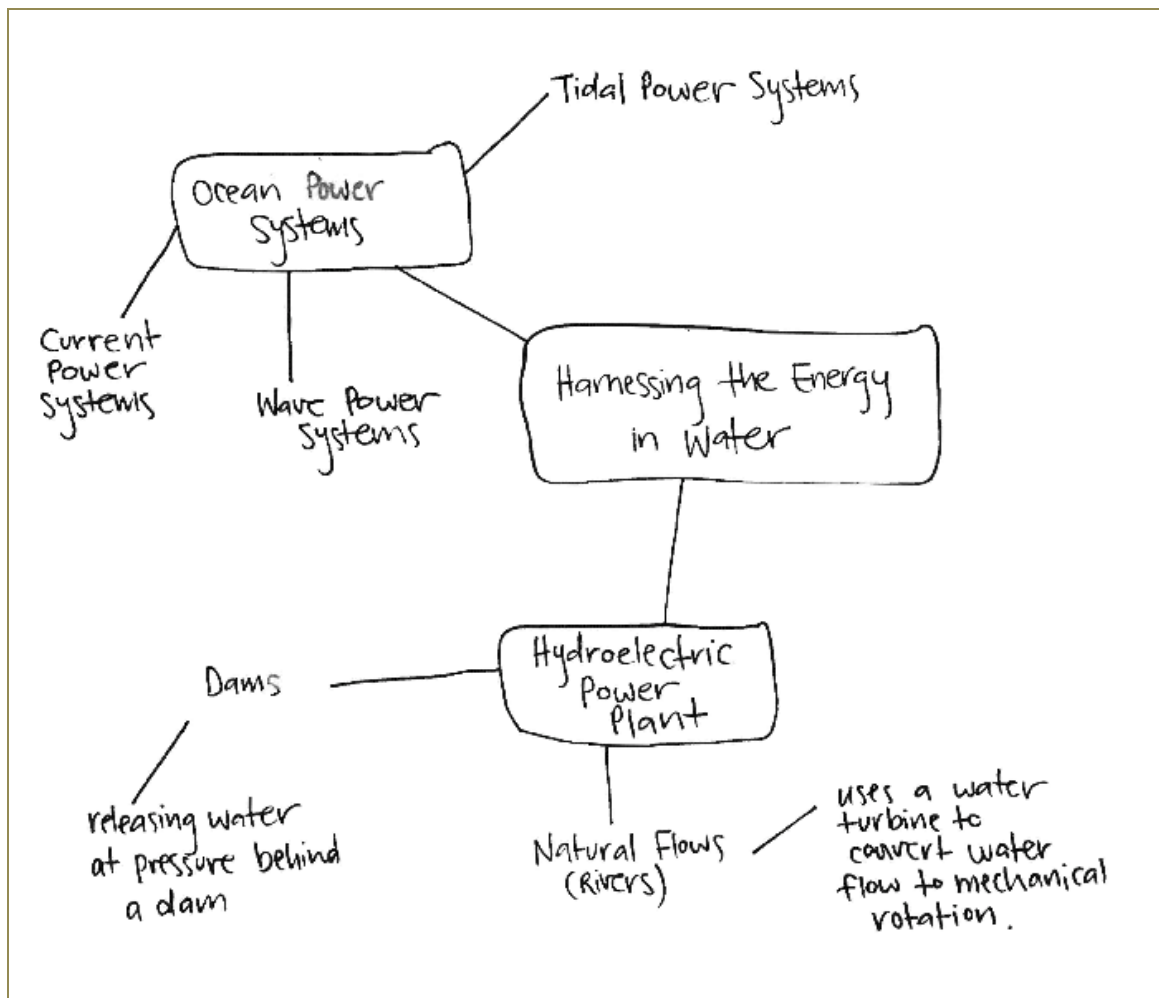 Tidal Power Systems
Ocean Power
Systems
Current
Power
Systems
Wave Power
Systems
Harnessing the Energy
in Water
Hydroelectric
Power
Plant
Dams
releasing water
at pressure behind
a dam
Natural Flows
(Rivers)
uses a water
turbine to
convert water
flow to mechanical
rotation.